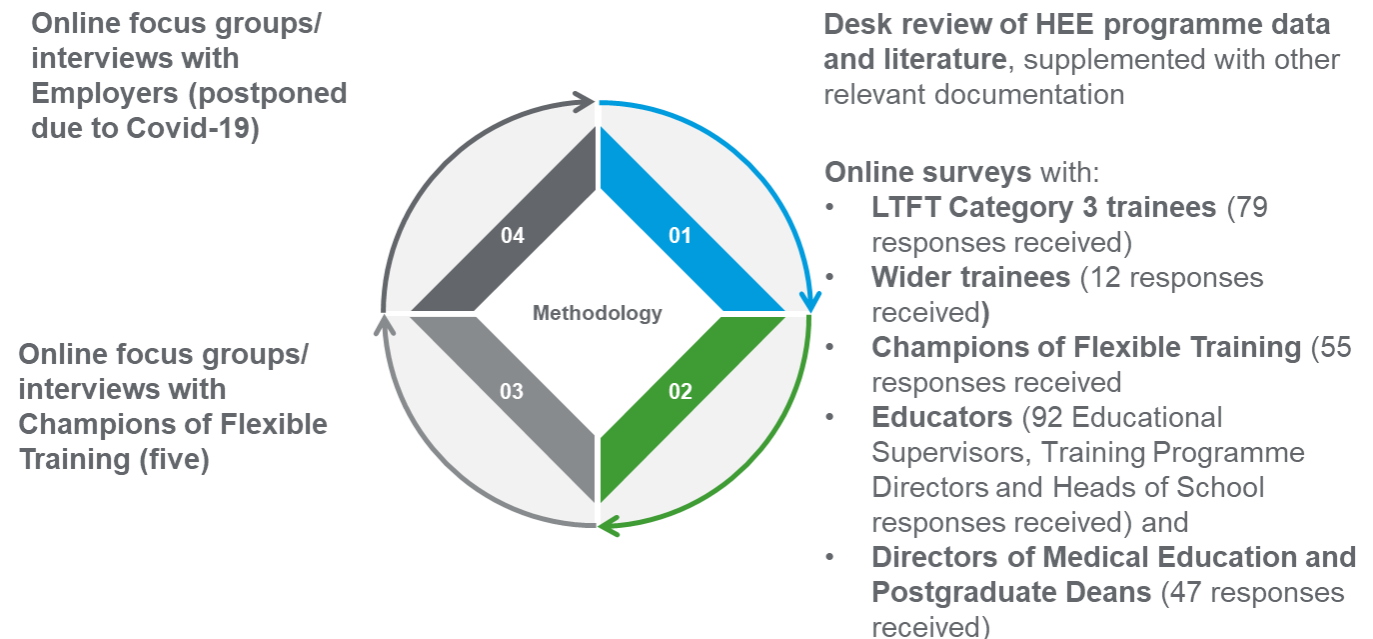 Online focus groups/
interviews with
Employers (postponed
due to Covid-19)
Desk review of HEE programme data
and literature, supplemented with other
relevant documentation
04
01
Methodology
03
02
Online focus groups/
interviews with
Champions of Flexible
Training (five)
Online surveys with:
• LTFT Category 3 trainees (79
responses received)
• Wider trainees (12 responses
received)
• Champions of Flexible Training (55
responses received
• Educators (92 Educational
Supervisors, Training Programme
Directors and Heads of School
responses received) and
• Directors of Medical Education and
Postgraduate Deans (47 responses
received)